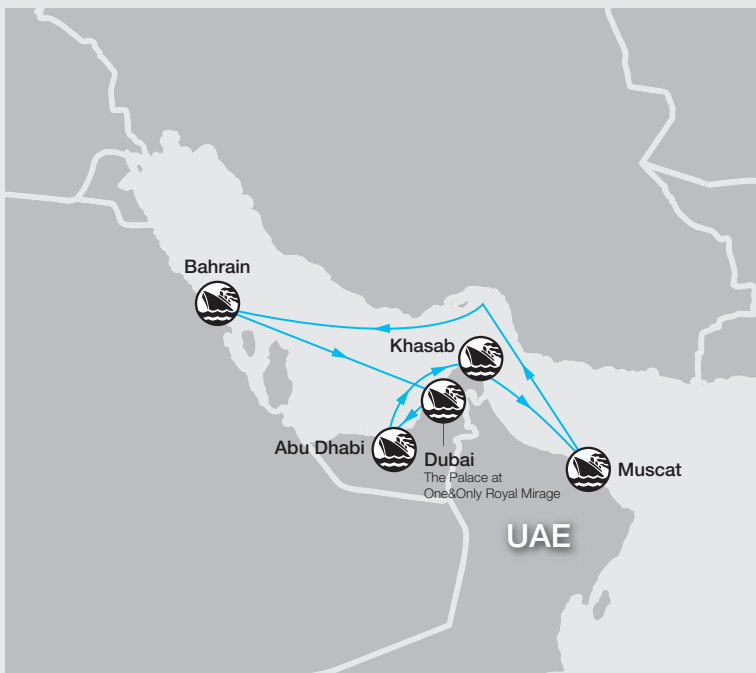 Bahrain
Khasab
Abu Dhabi
Dubai
The Palace at
One&Only Royal Mirage
Muscat
UAE